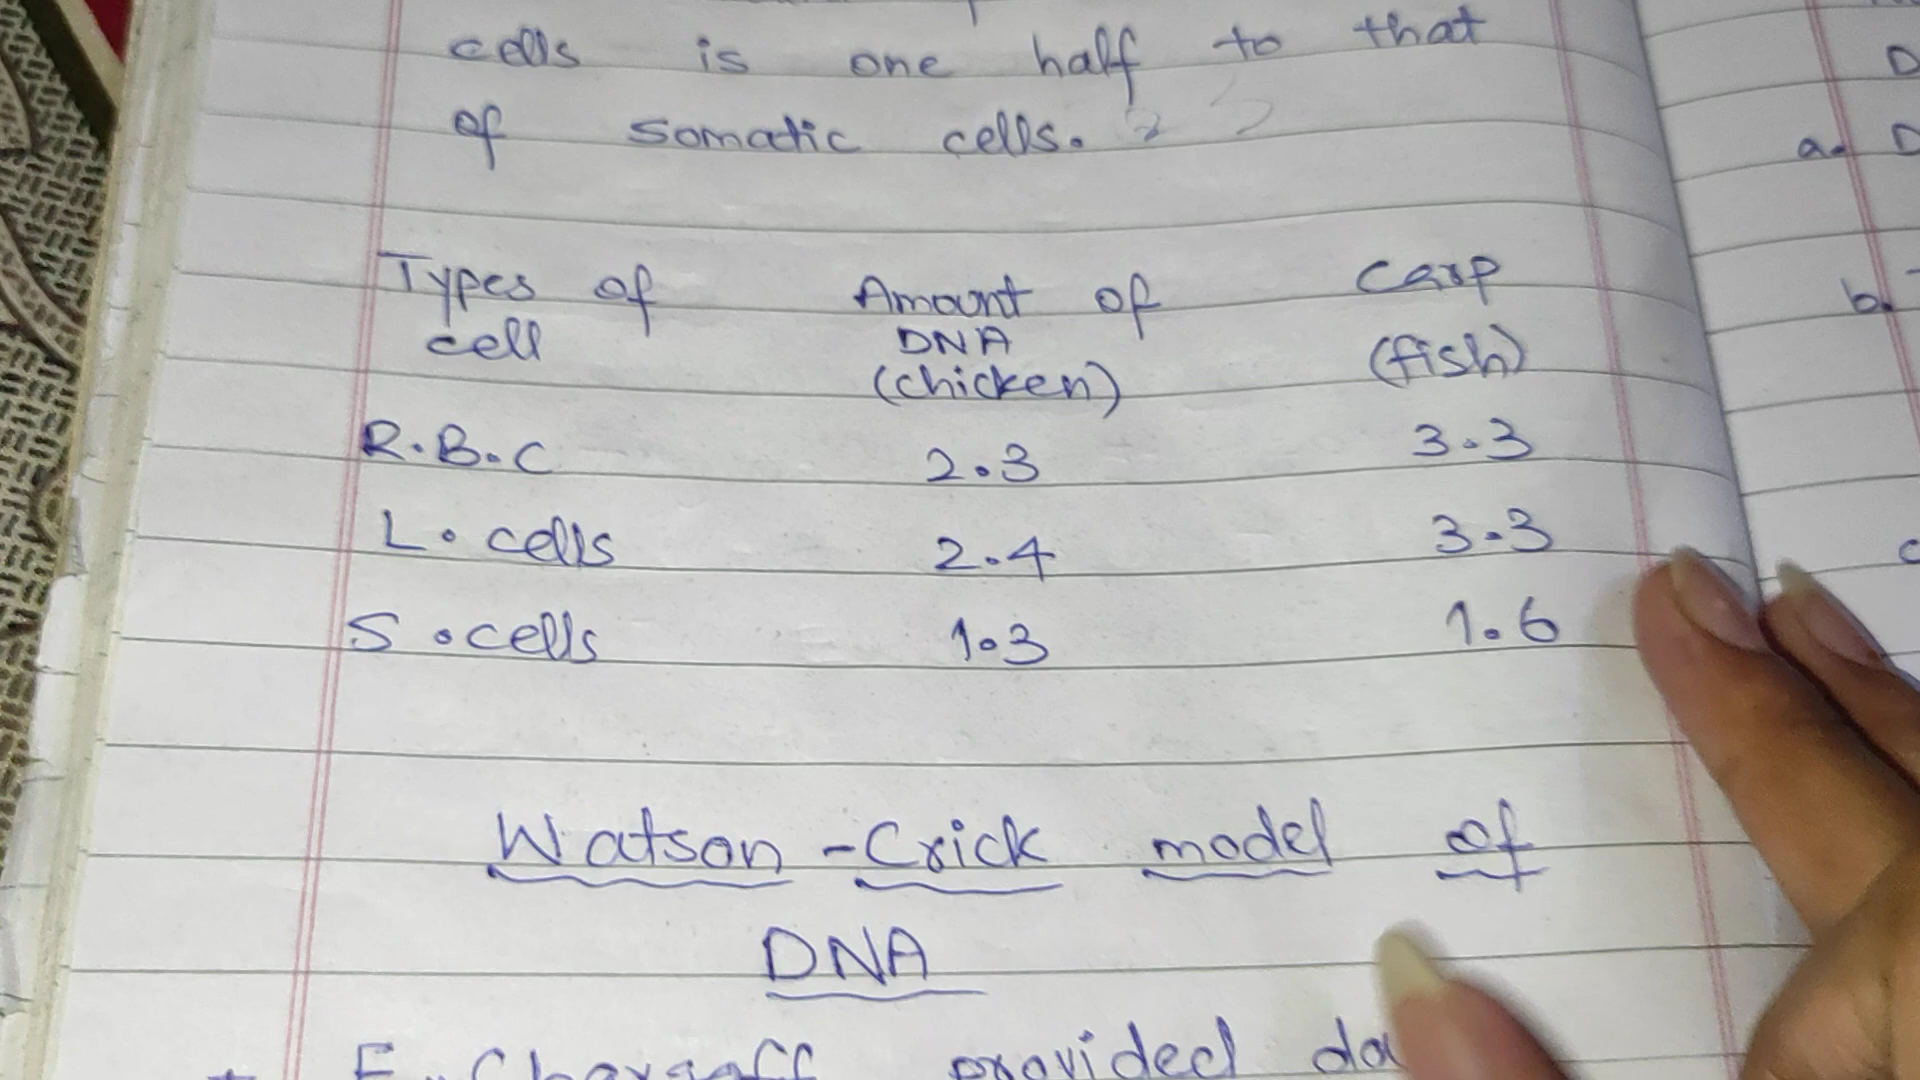 cells is one half to that
of somatic cells.
Types of cell Amount of DNA (chicken) Carp (fish)
R.B.C 2.3 3.3
L. cells 2.4 3.3
S. cells 1.3 1.6
Watson-Crick model of
DNA
E. Chargaff provided
a.
b.